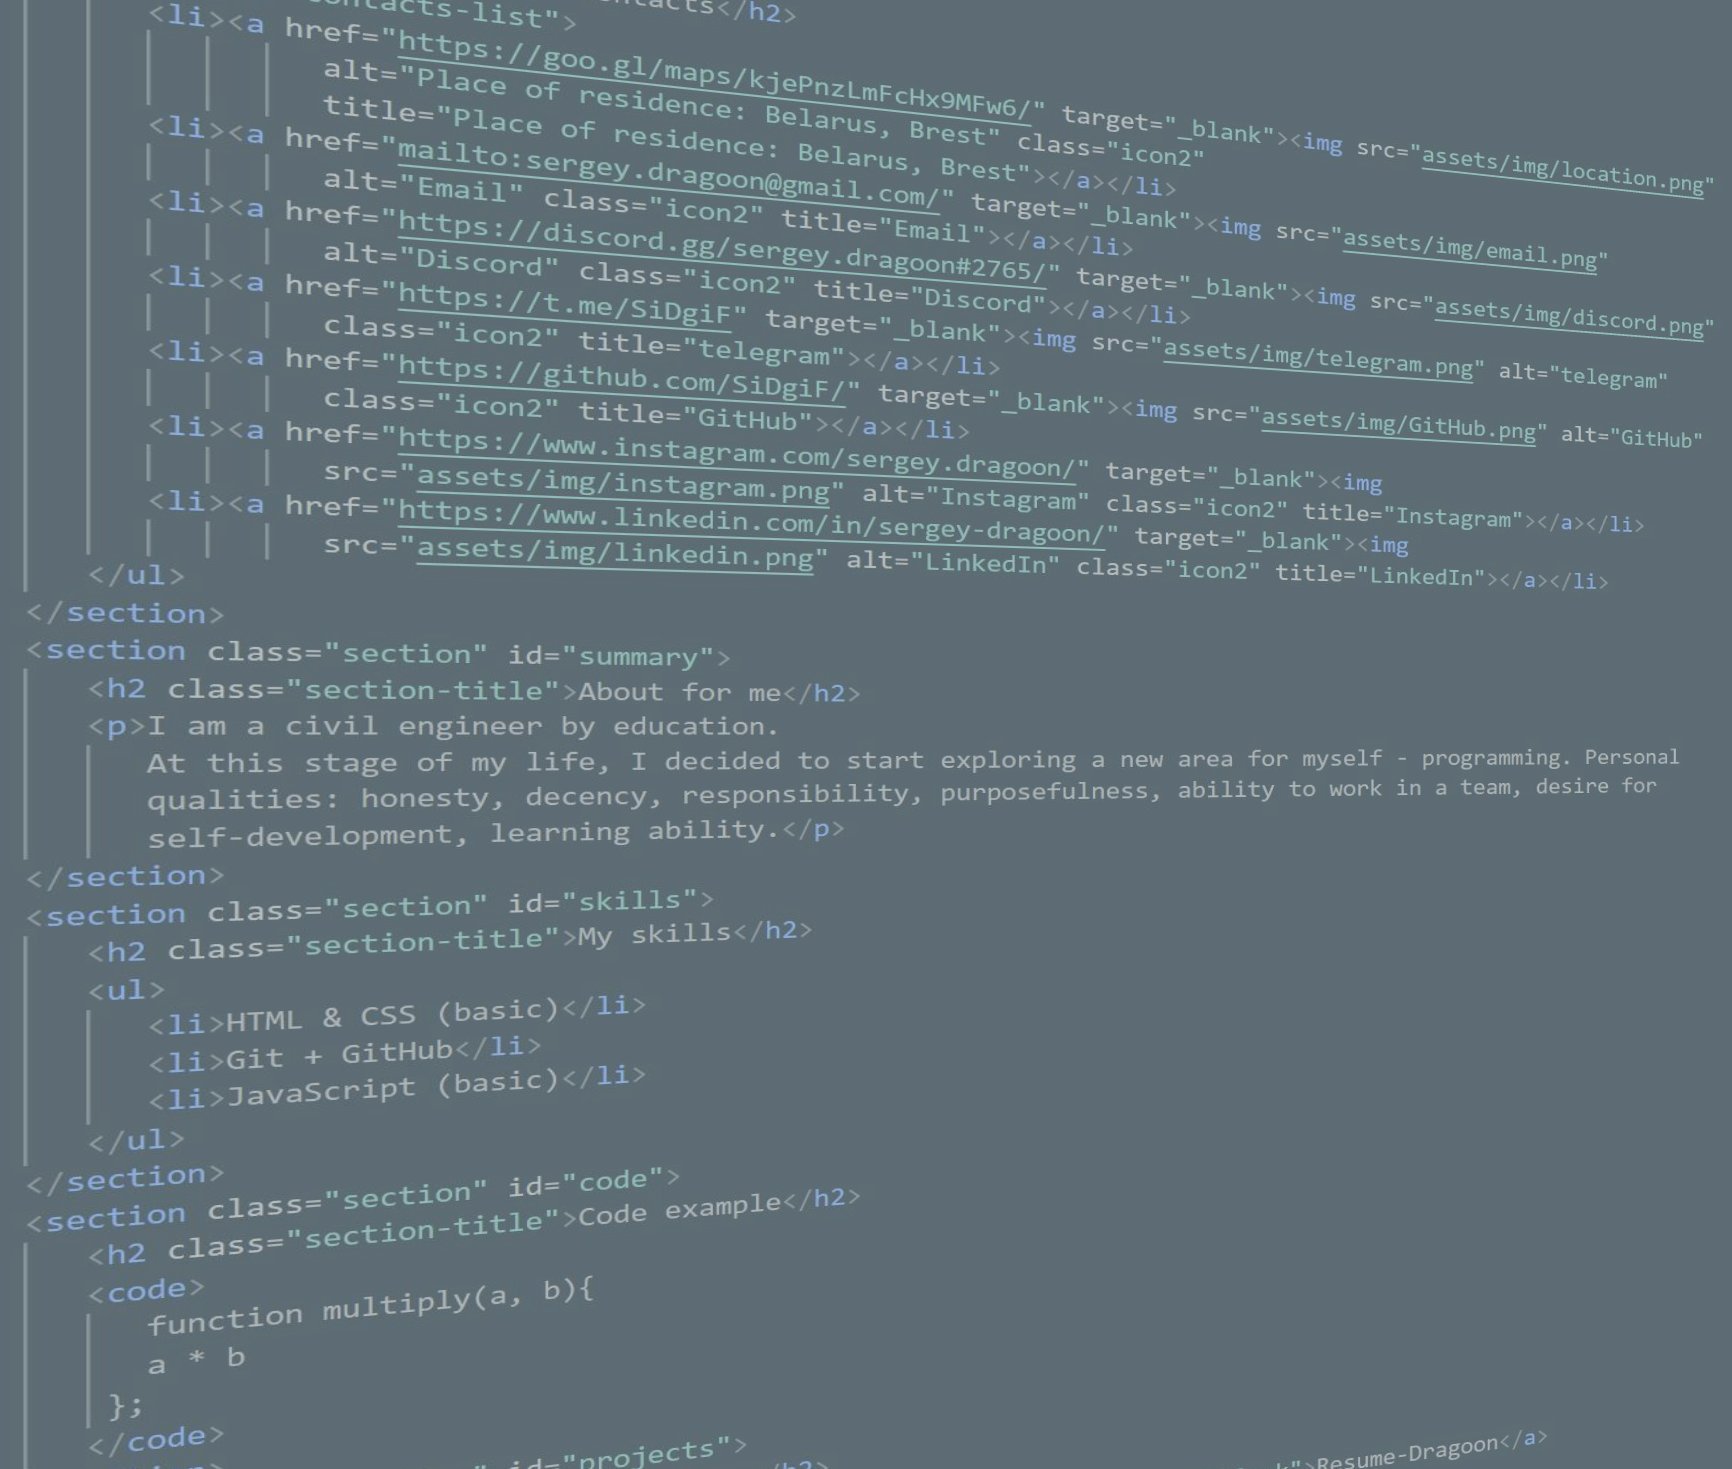 </h2>
contacts-list">
<li><a href="https://goo.gl/maps/kjePnzLmFcHx9MFw6/" target="_blank"><img src="assets/img/location.png"
alt="Place of residence: Belarus, Brest" class="icon2"
title="Place of residence: Belarus, Brest"></a></li>
<li><a href="mailto:sergey.dragoon@gmail.com/" target="_blank"><img src="assets/img/email.png"
alt="Email" class="icon2" title="Email"></a></li>
<li><a href="https://discord.gg/sergey.dragoon#2765/" target="_blank"><img src="assets/img/discord.png"
alt="Discord" class="icon2" title="Discord"></a></li>
<li><a href="https://t.me/SiDgiF" target="_blank"><img src="assets/img/telegram.png" alt="telegram"
class="icon2" title="telegram"></a></li>
<li><a href="https://github.com/SiDgiF/" target="_blank"><img src="assets/img/GitHub.png" alt="GitHub"
class="icon2" title="GitHub"></a></li>
<li><a href="https://www.instagram.com/sergey.dragoon/" target="_blank"><img
src="assets/img/instagram.png" alt="Instagram" class="icon2" title="Instagram"></a></li>
<li><a href="https://www.linkedin.com/in/sergey-dragoon/" target="_blank"><img
src="assets/img/linkedin.png" alt="LinkedIn" class="icon2" title="LinkedIn"></a></li>
</ul>
</section>
<section class="section" id="summary">
<h2 class="section-title">About for me</h2>
<p>I am a civil engineer by education.
At this stage of my life, I decided to start exploring a new area for myself - programming. Personal
qualities: honesty, decency, responsibility, purposefulness, ability to work in a team, desire for
self-development, learning ability.</p>
</section>
<section class="section" id="skills">
<h2 class="section-title">My skills</h2>
<ul>
<li>HTML & CSS (basic)</li>
<li>Git + GitHub</li>
<li>JavaScript (basic)</li>
</ul>
</section>
<section class="section" id="code">
<h2 class="section-title">Code example</h2>
<code>
function multiply(a, b){
a * b
};
</code>
id="projects">
Resume-Dragoon</a>